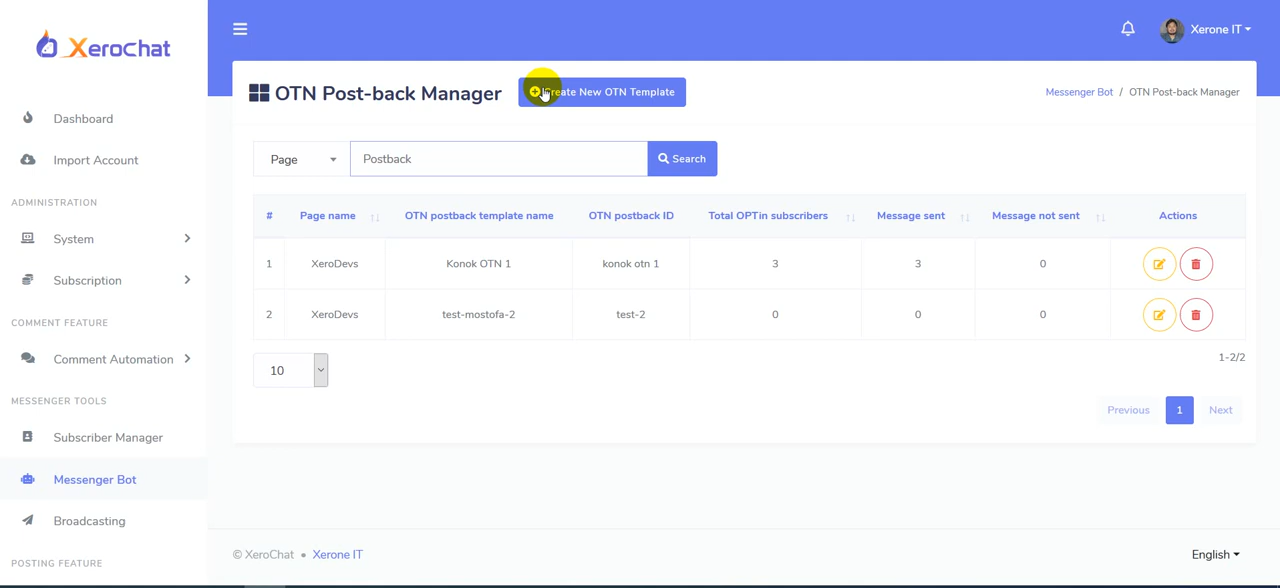 XeroChat
Xerone IT
OTN Post-back Manager
Create New OTN Template
Messenger Bot / OTN Post-back Manager
Dashboard
Import Account
ADMINISTRATION
System
Subscription
COMMENT FEATURE
Comment Automation
MESSENGER TOOLS
Subscriber Manager
Messenger Bot
Broadcasting
POSTING FEATURE
Page Postback Search
# Page name OTN postback template name OTN postback ID Total OPTin subscribers Message sent Message not sent Actions
1 XeroDevs Konok OTN 1 konok otn 1 3 3 0
2 XeroDevs test-mostofa-2 test-2 0 0 0
10
1-2/2
Previous 1 Next
© XeroChat • Xerone IT
English